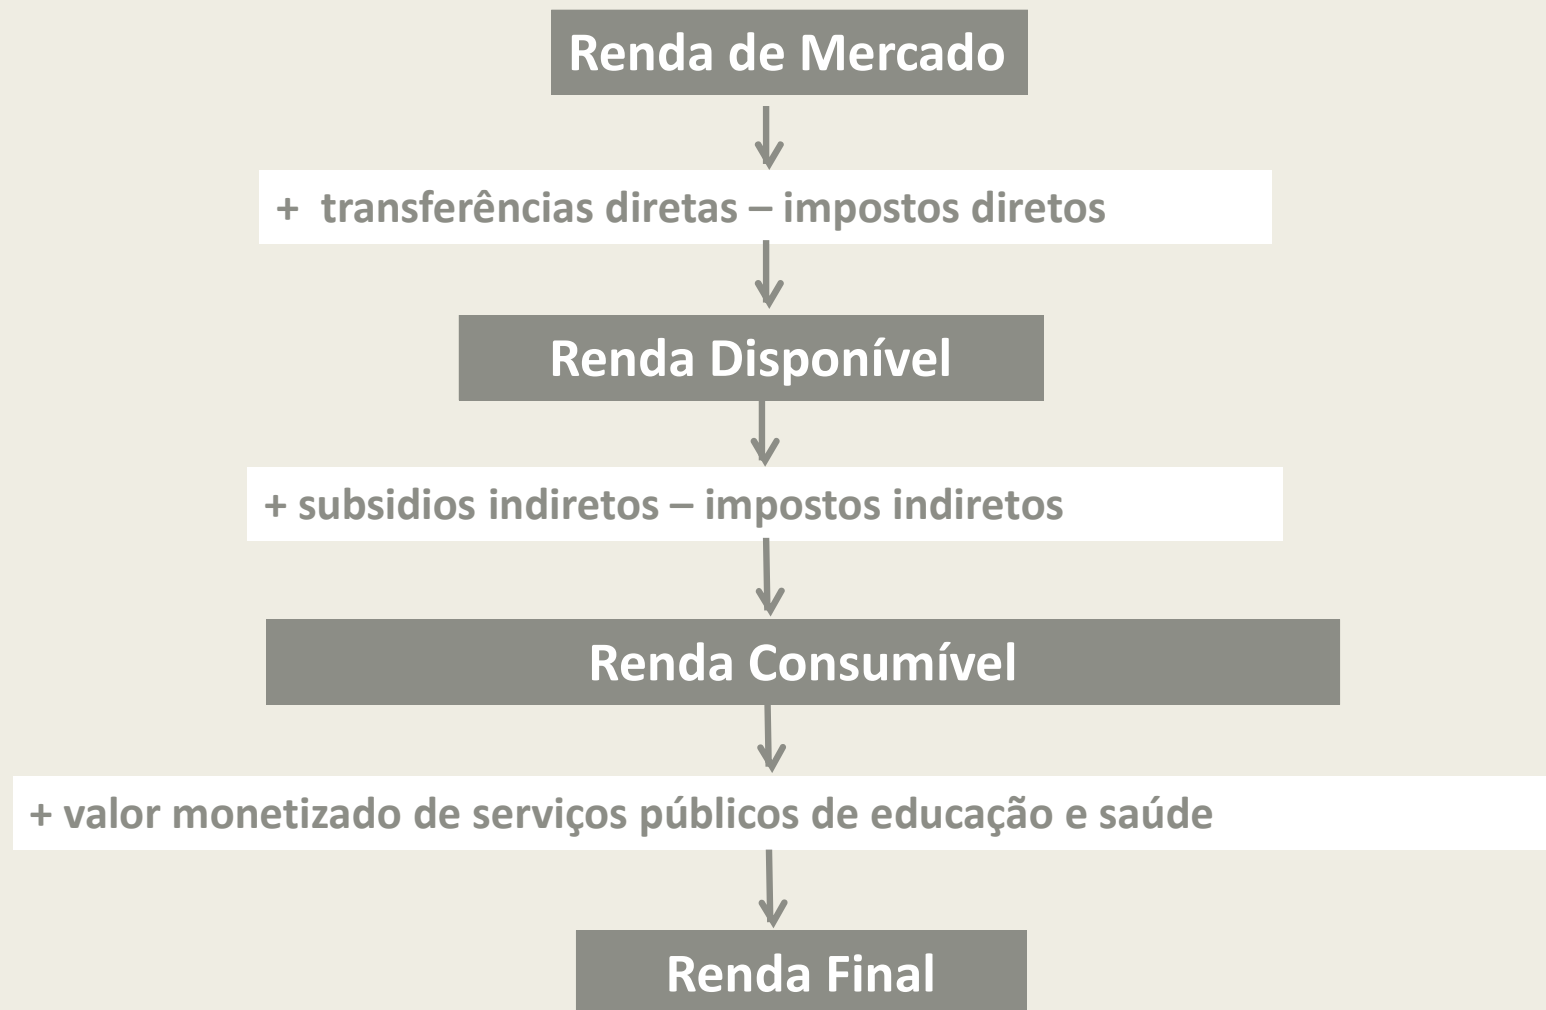 Renda de Mercado
+ transferências diretas – impostos diretos
Renda Disponível
+ subsidios indiretos – impostos indiretos
Renda Consumível
+ valor monetizado de serviços públicos de educação e saúde
Renda Final